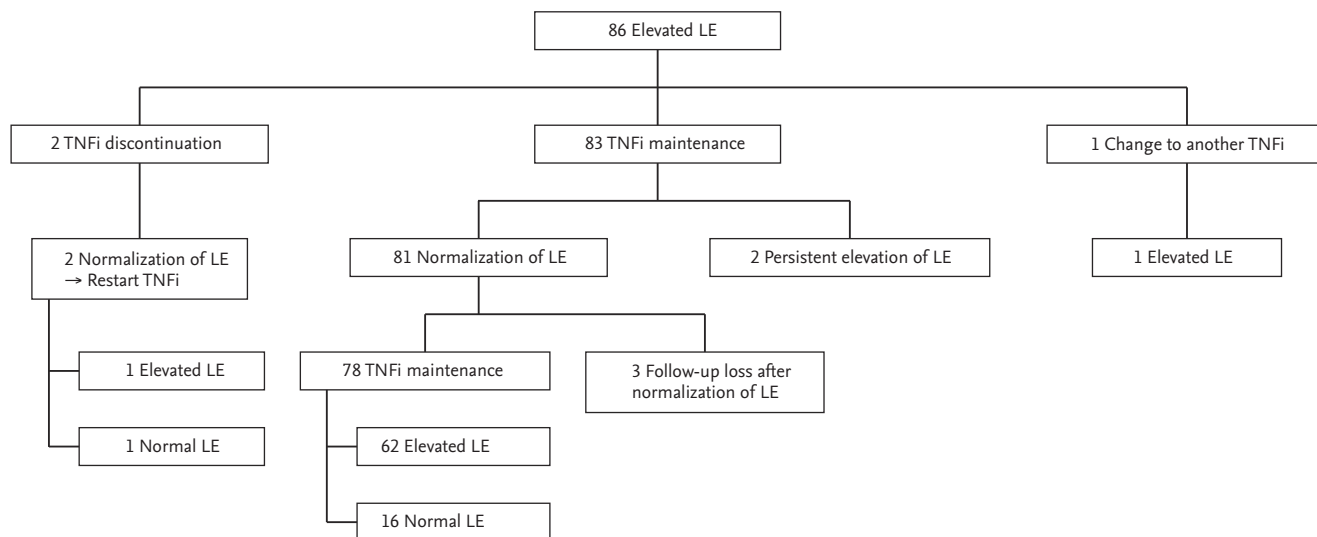 86 Elevated LE
2 TNFi discontinuation
83 TNFi maintenance
1 Change to another TNFi
2 Normalization of LE
→ Restart TNFi
81 Normalization of LE
2 Persistent elevation of LE
1 Elevated LE
1 Elevated LE
78 TNFi maintenance
3 Follow-up loss after
normalization of LE
1 Normal LE
62 Elevated LE
16 Normal LE